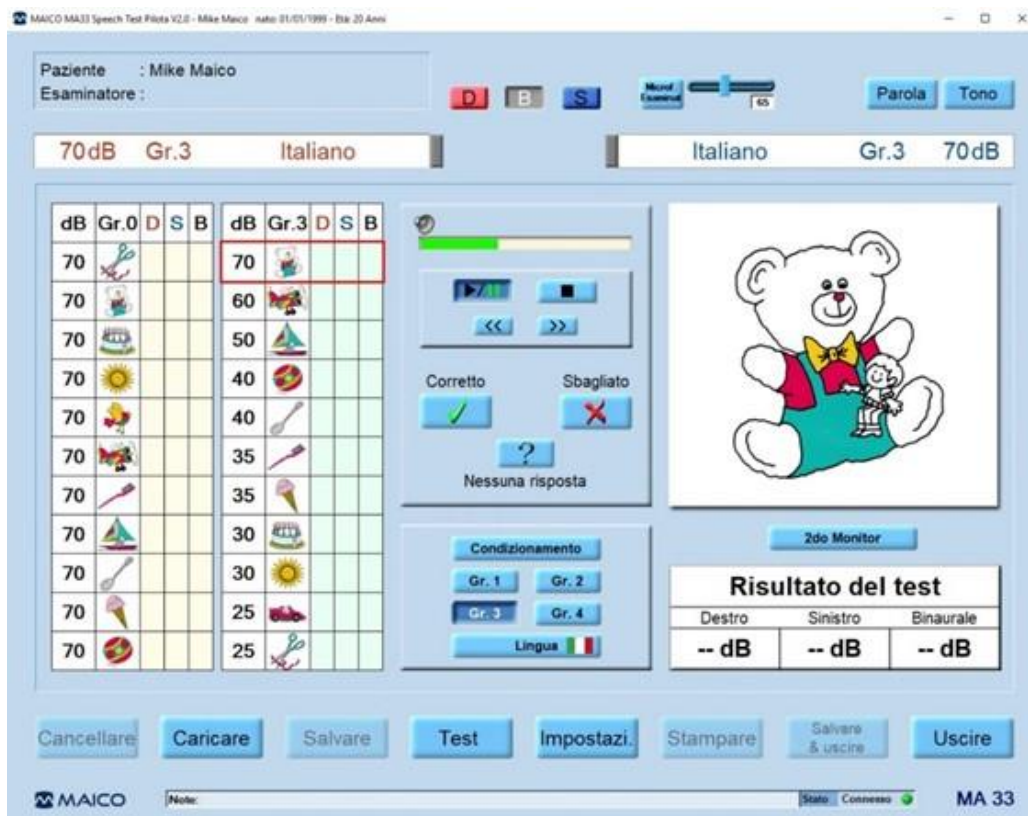 MAICO MA33 Speech Test Pilota V2.0 - Mike Maico nato: 01/01/1999 - Età: 20 Anni
Paziente : Mike Maico
Esaminatore :
D B S
Microf.
Esaminat
65
Parola Tono
70dB Gr.3 Italiano
Italiano Gr.3 70dB
dB Gr.0 D S B dB Gr.3 D S B
70 70
70 60
70 50
70 40
70 40
70 35
70 35
70 30
70 30
70 25
70 25
<< >>
Corretto Sbagliato
?
Nessuna risposta
Condizionamento
Gr. 1 Gr. 2
Gr. 3 Gr. 4
Lingua
2do Monitor
Risultato del test
Destro Sinistro Binaurale
-- dB -- dB -- dB
Cancellare Caricare Salvare Test Impostazi. Stampare Salvare & uscire Uscire
MAICO Note: Stato Connesso MA 33